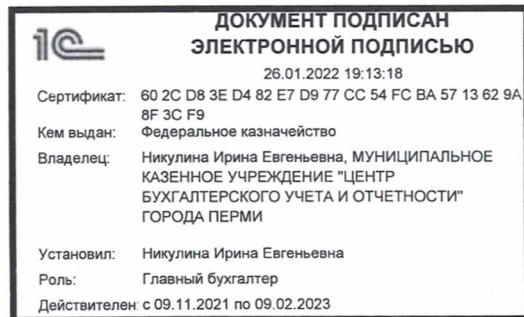 1С
ДОКУМЕНТ ПОДПИСАН
ЭЛЕКТРОННОЙ ПОДПИСЬЮ
26.01.2022 19:13:18
Сертификат: 60 2C D8 3E D4 82 E7 D9 77 CC 54 FC BA 57 13 62 9A
8F 3C F9
Кем выдан: Федеральное казначейство
Владелец: Никулина Ирина Евгеньевна, МУНИЦИПАЛЬНОЕ
КАЗЕННОЕ УЧРЕЖДЕНИЕ "ЦЕНТР
БУХГАЛТЕРСКОГО УЧЕТА И ОТЧЕТНОСТИ"
ГОРОДА ПЕРМИ
Установил: Никулина Ирина Евгеньевна
Роль: Главный бухгалтер
Действителен: с 09.11.2021 по 09.02.2023